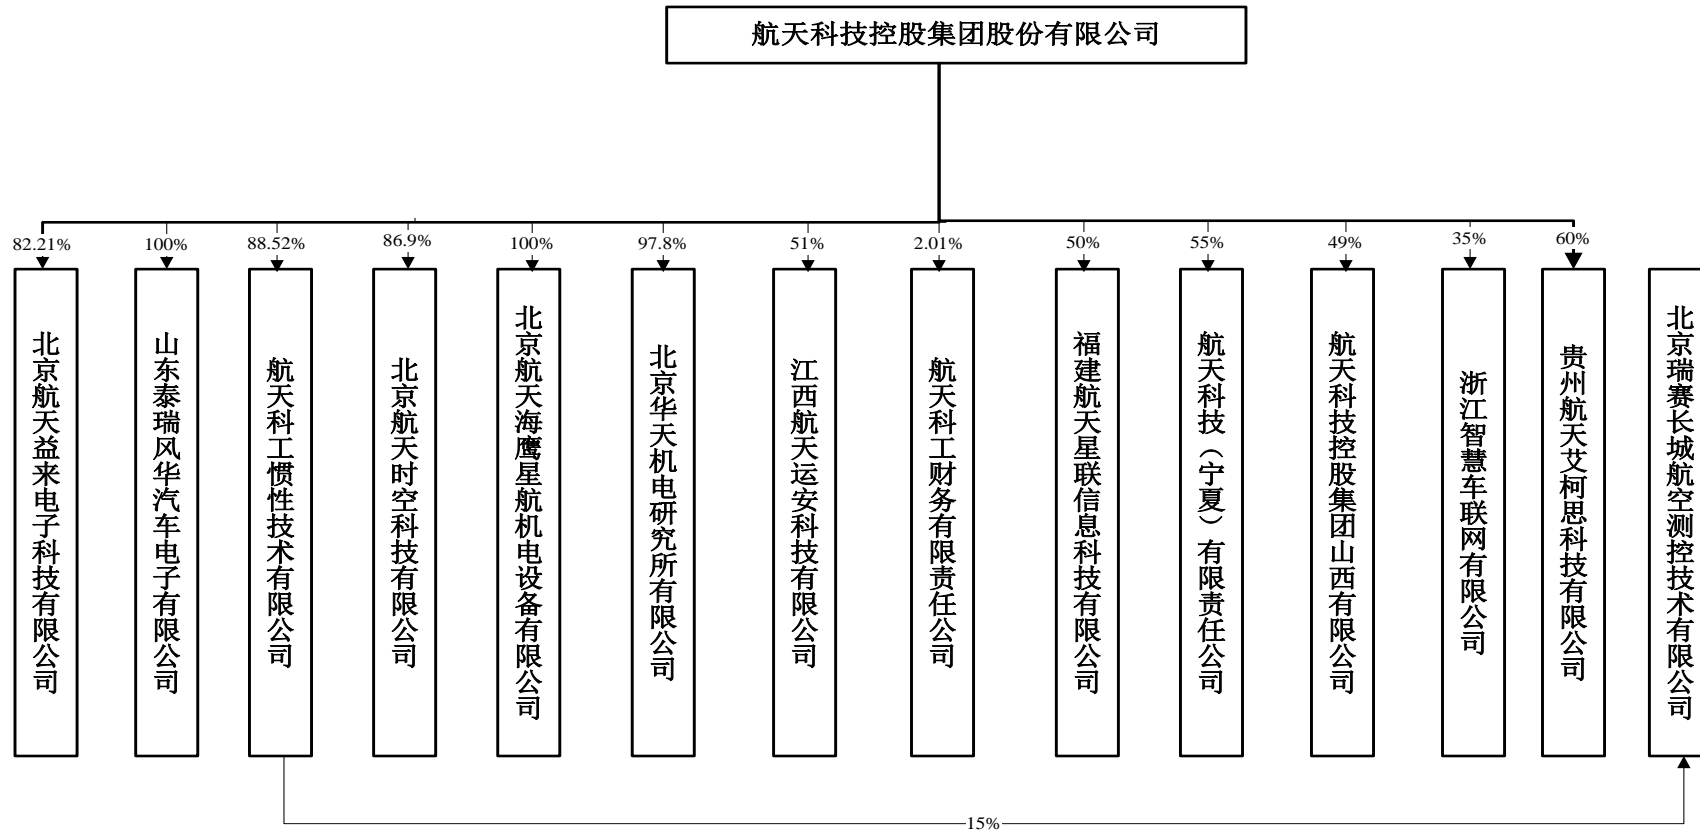 航天科技控股集团股份有限公司
82.21%
100%
88.52%
86.9%
100%
97.8%
51%
2.01%
50%
55%
49%
35%
60%
北京航天益来电子科技有限公司
山东泰瑞风华汽车电子有限公司
航天科工惯性技术有限公司
北京航天时空科技有限公司
北京航天海鹰星航机电设备有限公司
北京华天机电研究所有限公司
江西航天运安科技有限公司
航天科工财务有限责任公司
福建航天星联信息科技有限公司
航天科技（宁夏）有限责任公司
航天科技控股集团山西有限公司
浙江智慧车联网有限公司
贵州航天艾柯思科技有限公司
北京瑞赛长城航空测控技术有限公司
15%